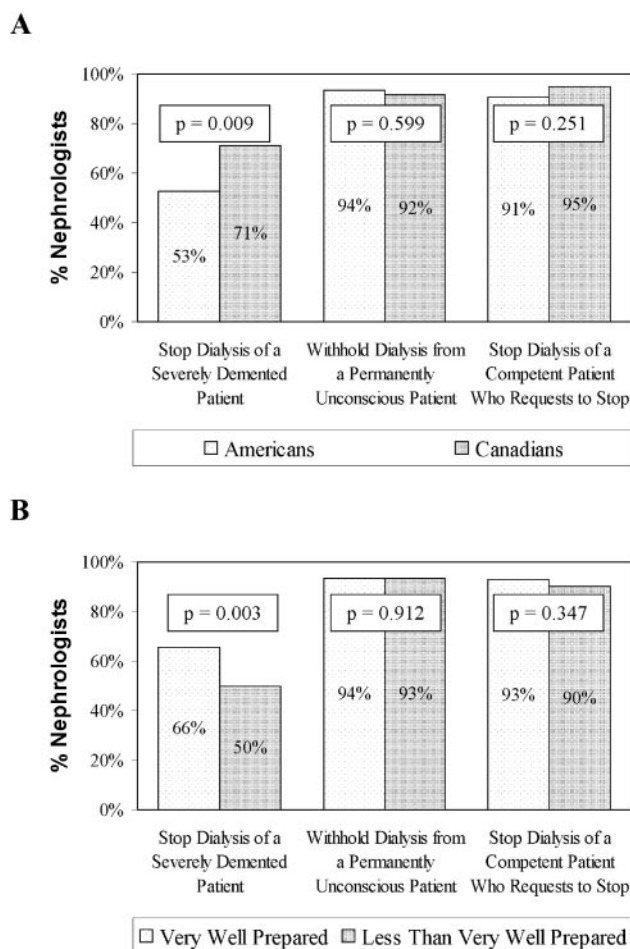 A
100%
80%
60%
40%
20%
0%
% Nephrologists
p = 0.009
p = 0.599
p = 0.251
53%
71%
94%
92%
91%
95%
Stop Dialysis of a
Severely Demented
Patient
Withhold Dialysis from
a Permanently
Unconscious Patient
Stop Dialysis of a
Competent Patient
Who Requests to Stop
Americans
Canadians
B
100%
80%
60%
40%
20%
0%
% Nephrologists
p = 0.003
p = 0.912
p = 0.347
66%
50%
94%
93%
93%
90%
Stop Dialysis of a
Severely Demented
Patient
Withhold Dialysis from
a Permanently
Unconscious Patient
Stop Dialysis of a
Competent Patient
Who Requests to Stop
Very Well Prepared
Less Than Very Well Prepared